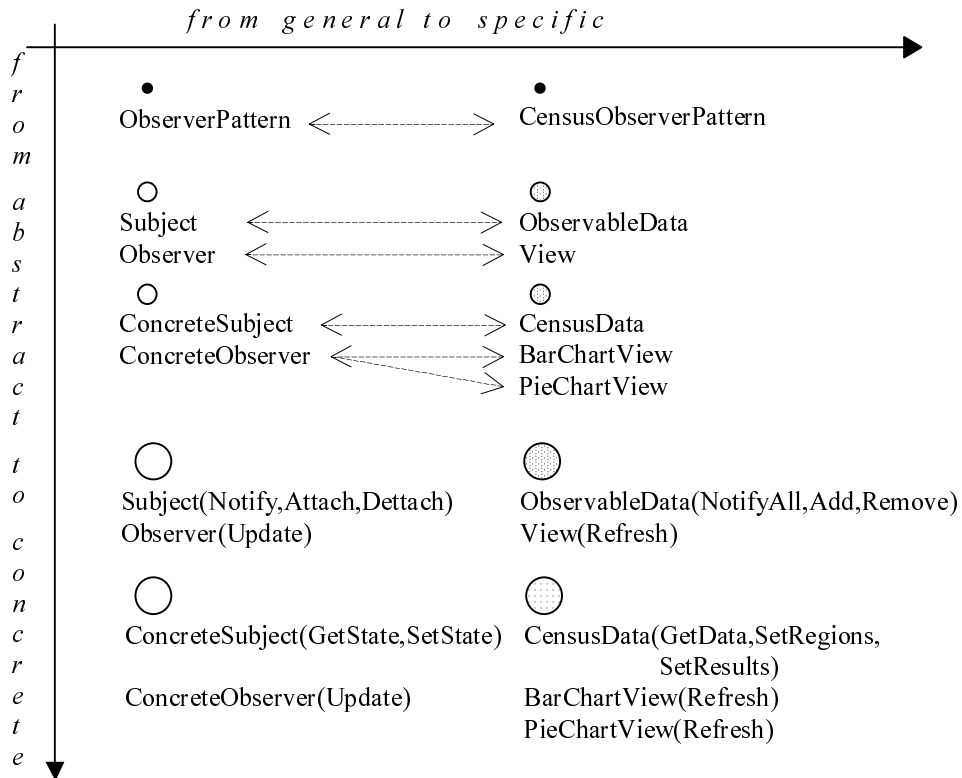 from general to specific
from abstract to concrete
ObserverPattern
CensusObserverPattern
Subject
ObservableData
Observer
View
ConcreteSubject
CensusData
ConcreteObserver
BarChartView
PieChartView
Subject(Notify,Attach,Dettach)
ObservableData(NotifyAll,Add,Remove)
Observer(Update)
View(Refresh)
ConcreteSubject(GetState,SetState)
CensusData(GetData,SetRegions,
SetResults)
ConcreteObserver(Update)
BarChartView(Refresh)
PieChartView(Refresh)